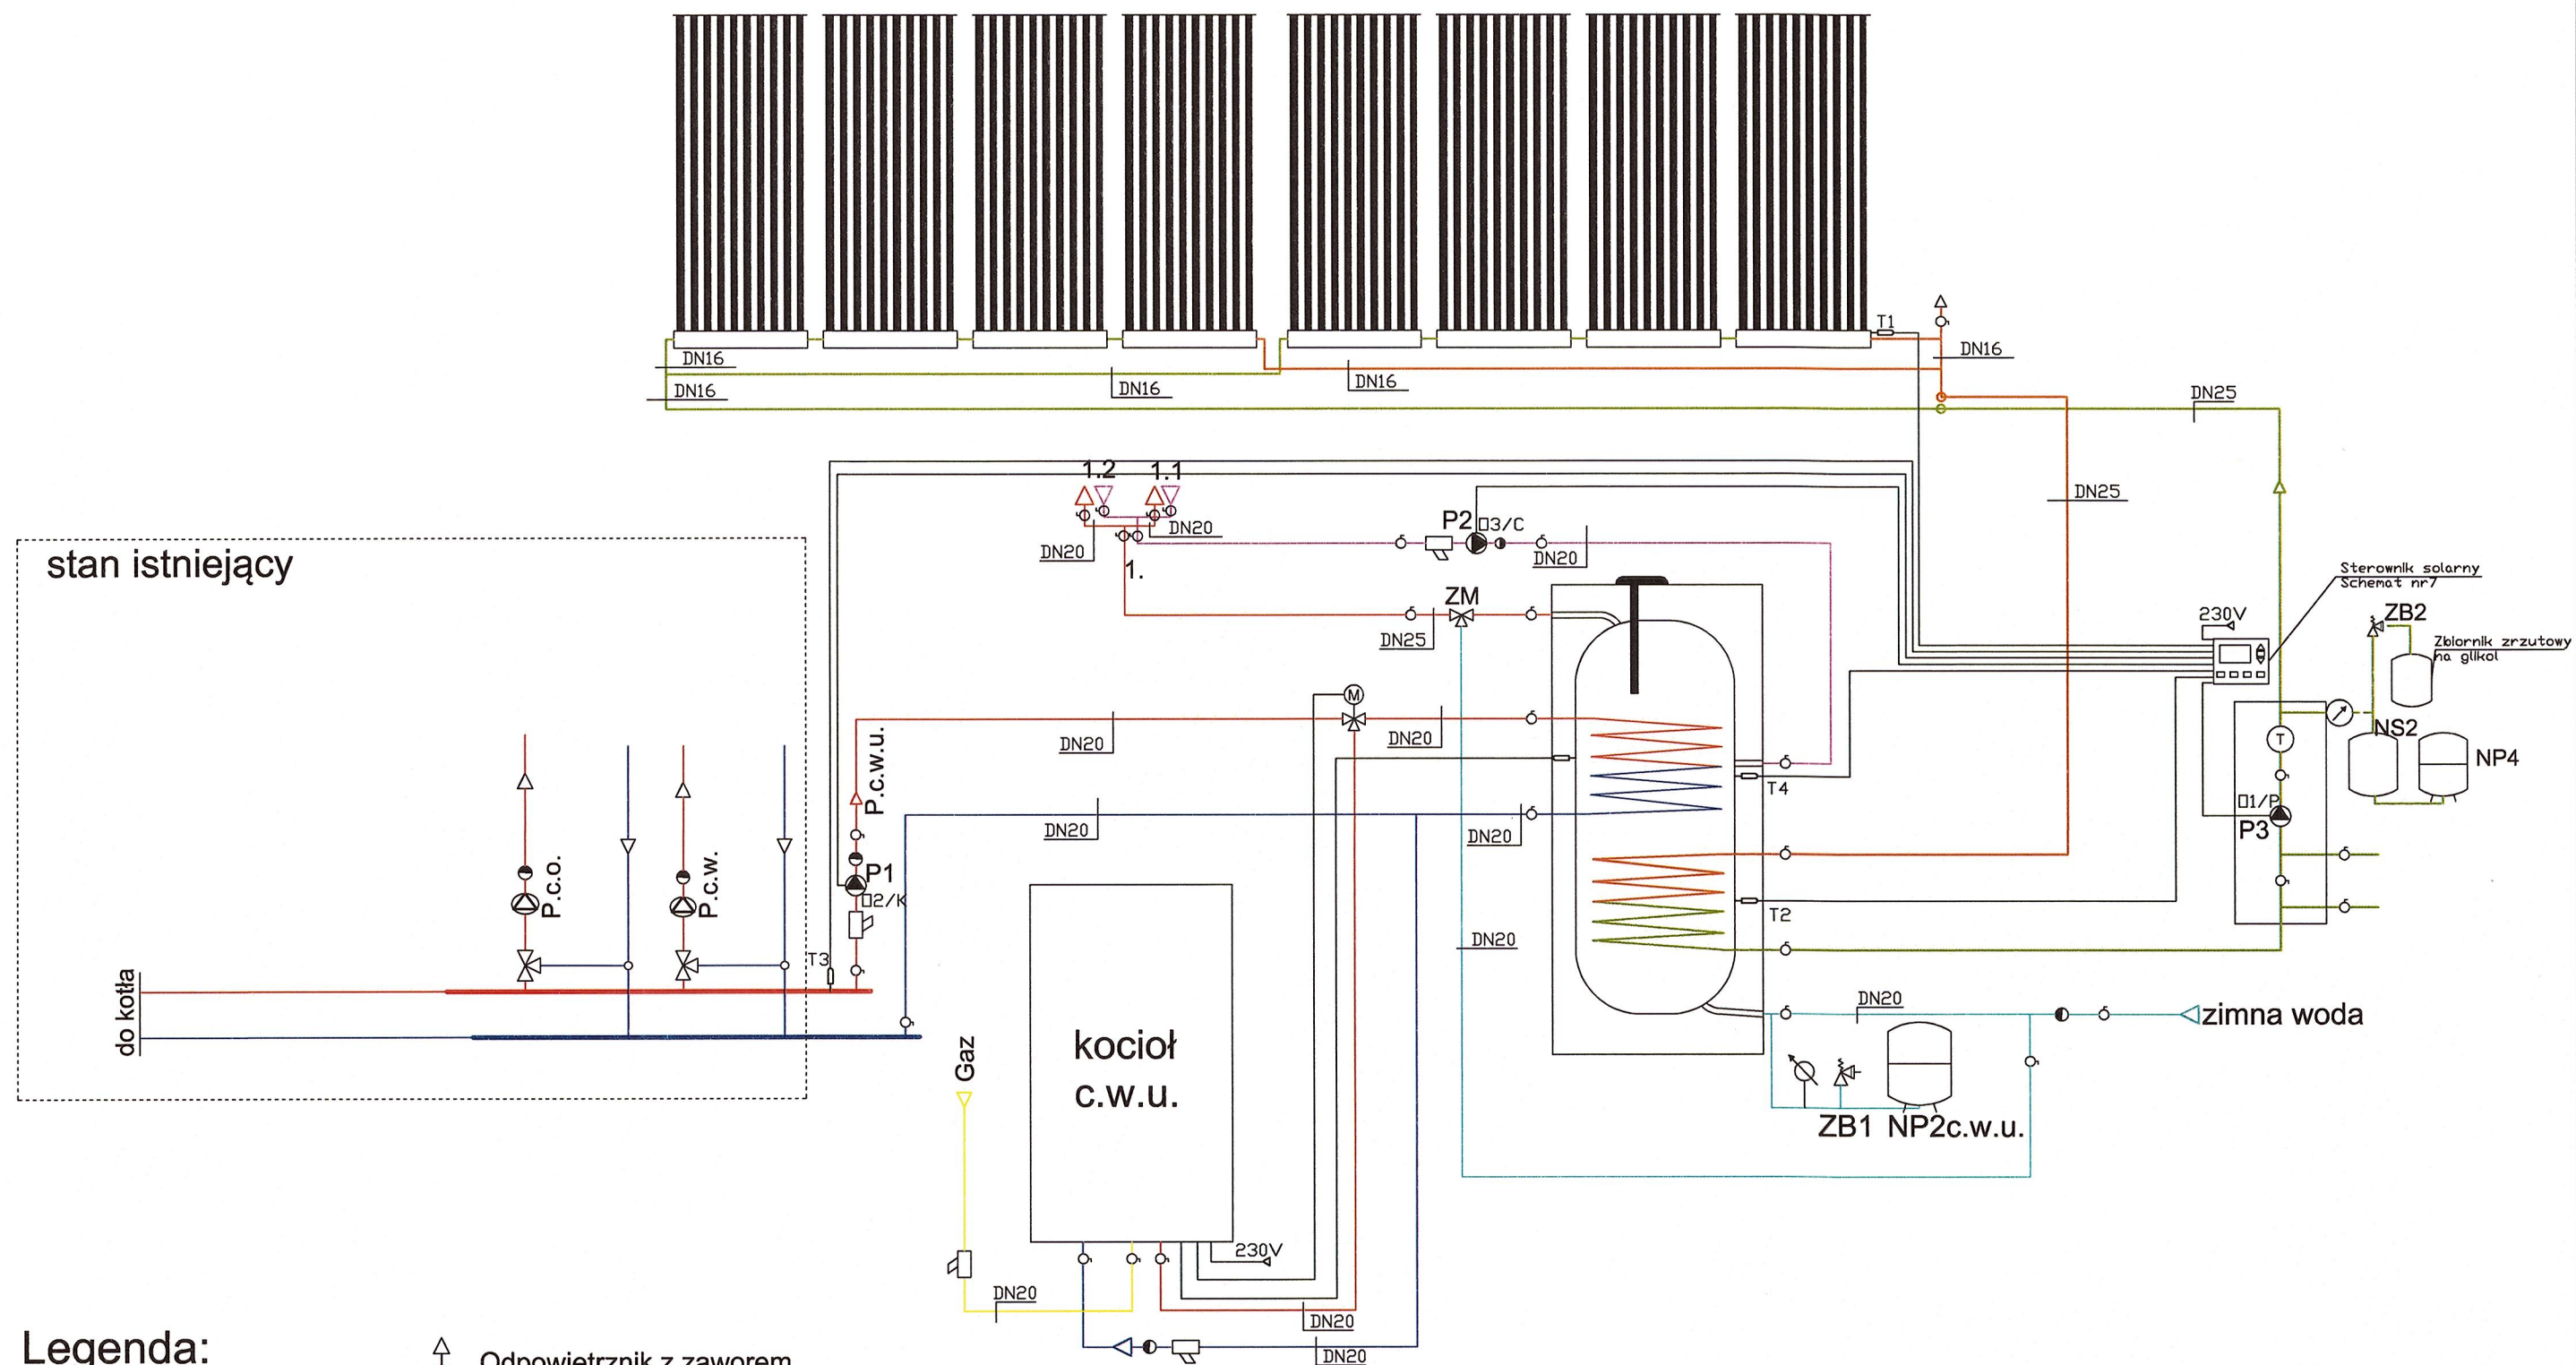 T1
DN16
DN16
DN16
DN16
DN16
DN25
DN25
1.2
1.1
DN20
DN20
1.
P2
□3/C
DN20
stan istniejący
ZM
DN25
Sterownik solarny
Schemat nr7
230V
ZB2
Zbiornik zrzutowy
na glikol
M
DN20
DN20
P.c.w.u.
NS2
T
NP4
T4
□1/P
P3
DN20
DN20
P.c.o.
P.c.w.
P1
□2/K
T2
DN20
T3
do kotła
DN20
zimna woda
Gaz
kocioł
c.w.u.
ZB1
NP2c.w.u.
230V
DN20
DN20
DN20
Legenda:
Odpowietrznik z zaworem